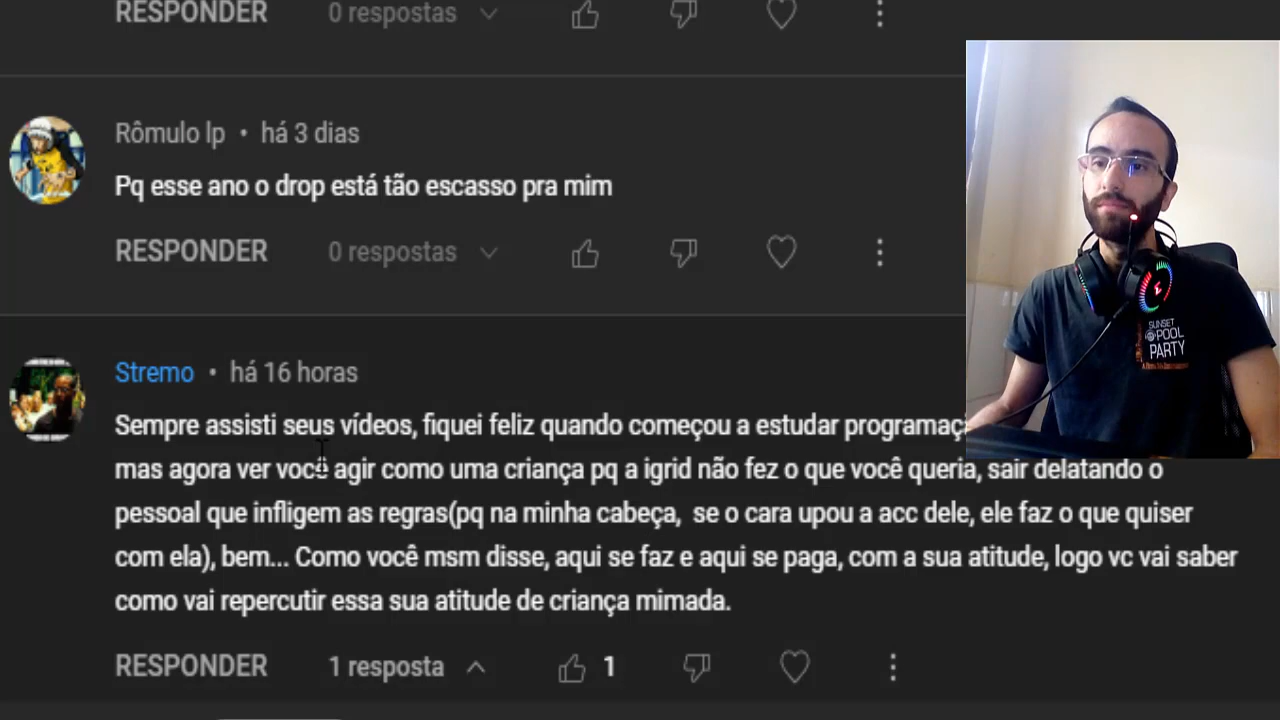 RESPONDER 0 respostas
Rômulo lp • há 3 dias
Pq esse ano o drop está tão escasso pra mim
RESPONDER 0 respostas
Stremo • há 16 horas
Sempre assisti seus vídeos, fiquei feliz quando começou a estudar
mas agora ver você agir como uma criança pq a igrid não fez o que você queria, sair delatando o
pessoal que infligem as regras(pq na minha cabeça, se o cara upou a acc dele, ele faz o que quiser
com ela), bem... Como você msm disse, aqui se faz e aqui se paga, com a sua atitude, logo vc vai saber
como vai repercutir essa sua atitude de criança mimada.
RESPONDER 1 resposta 1
SUNSET
POOL
PARTY